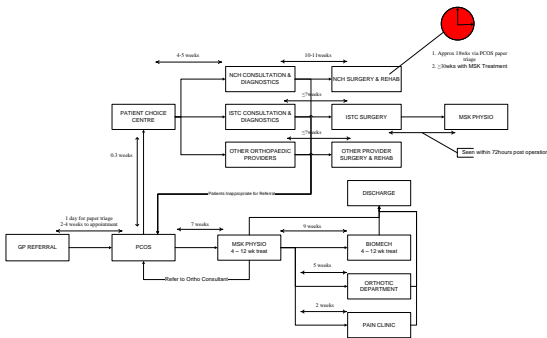 4-5 weeks
10-11weeks
1. Approx 18wks via PCOS paper
triage
2. ≥30wks with MSK Treatment
NCH CONSULTATION &
DIAGNOSTICS
NCH SURGERY & REHAB
≤7weeks
PATIENT CHOICE
CENTRE
ISTC CONSULTATION &
DIAGNOSTICS
ISTC SURGERY
MSK PHYSIO
≤7weeks
OTHER ORTHOPAEDIC
PROVIDERS
OTHER PROVIDER
SURGERY & REHAB
Seen within 72hours post operation
0.3 weeks
Patients Inappropriate for Referral
DISCHARGE
1 day for paper triage
2-4 weeks to appointment
7 weeks
9 weeks
GP REFERRAL
PCOS
MSK PHYSIO
4 – 12 wk treat
BIOMECH
4 – 12 wk treat
5 weeks
Refer to Ortho Consultant
ORTHOTIC
DEPARTMENT
2 weeks
PAIN CLINIC